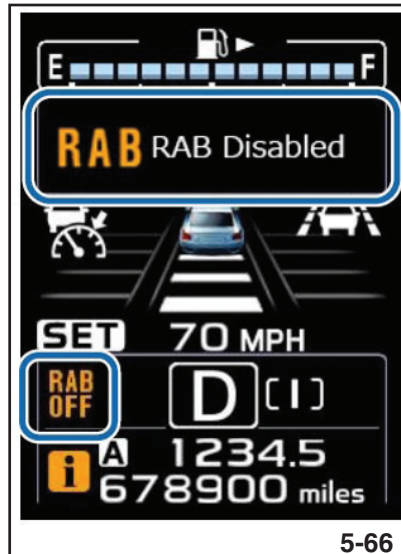 E F
RAB RAB Disabled
SET 70 MPH
RAB
OFF
D [I]
i A 1234.5
678900 miles
5-66